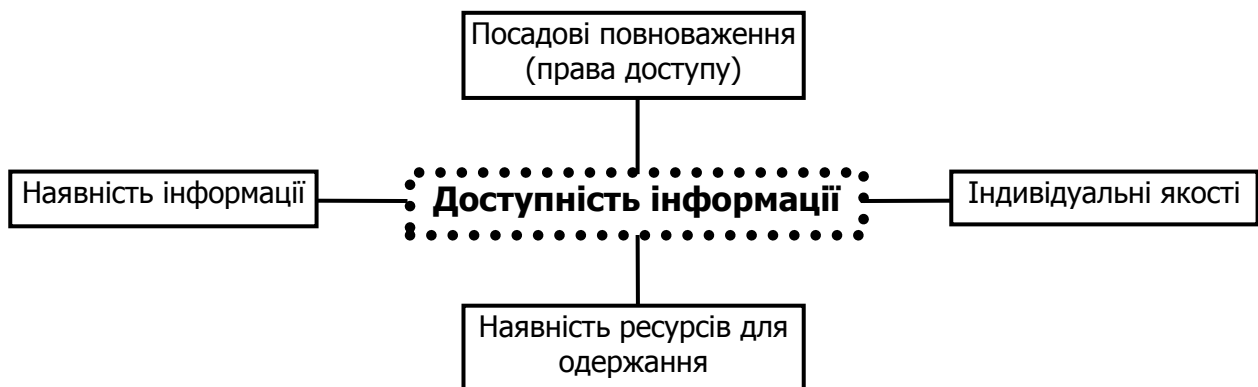 Посадові повноваження
(права доступу)
Наявність інформації
Доступність інформації
Індивідуальні якості
Наявність ресурсів для
одержання